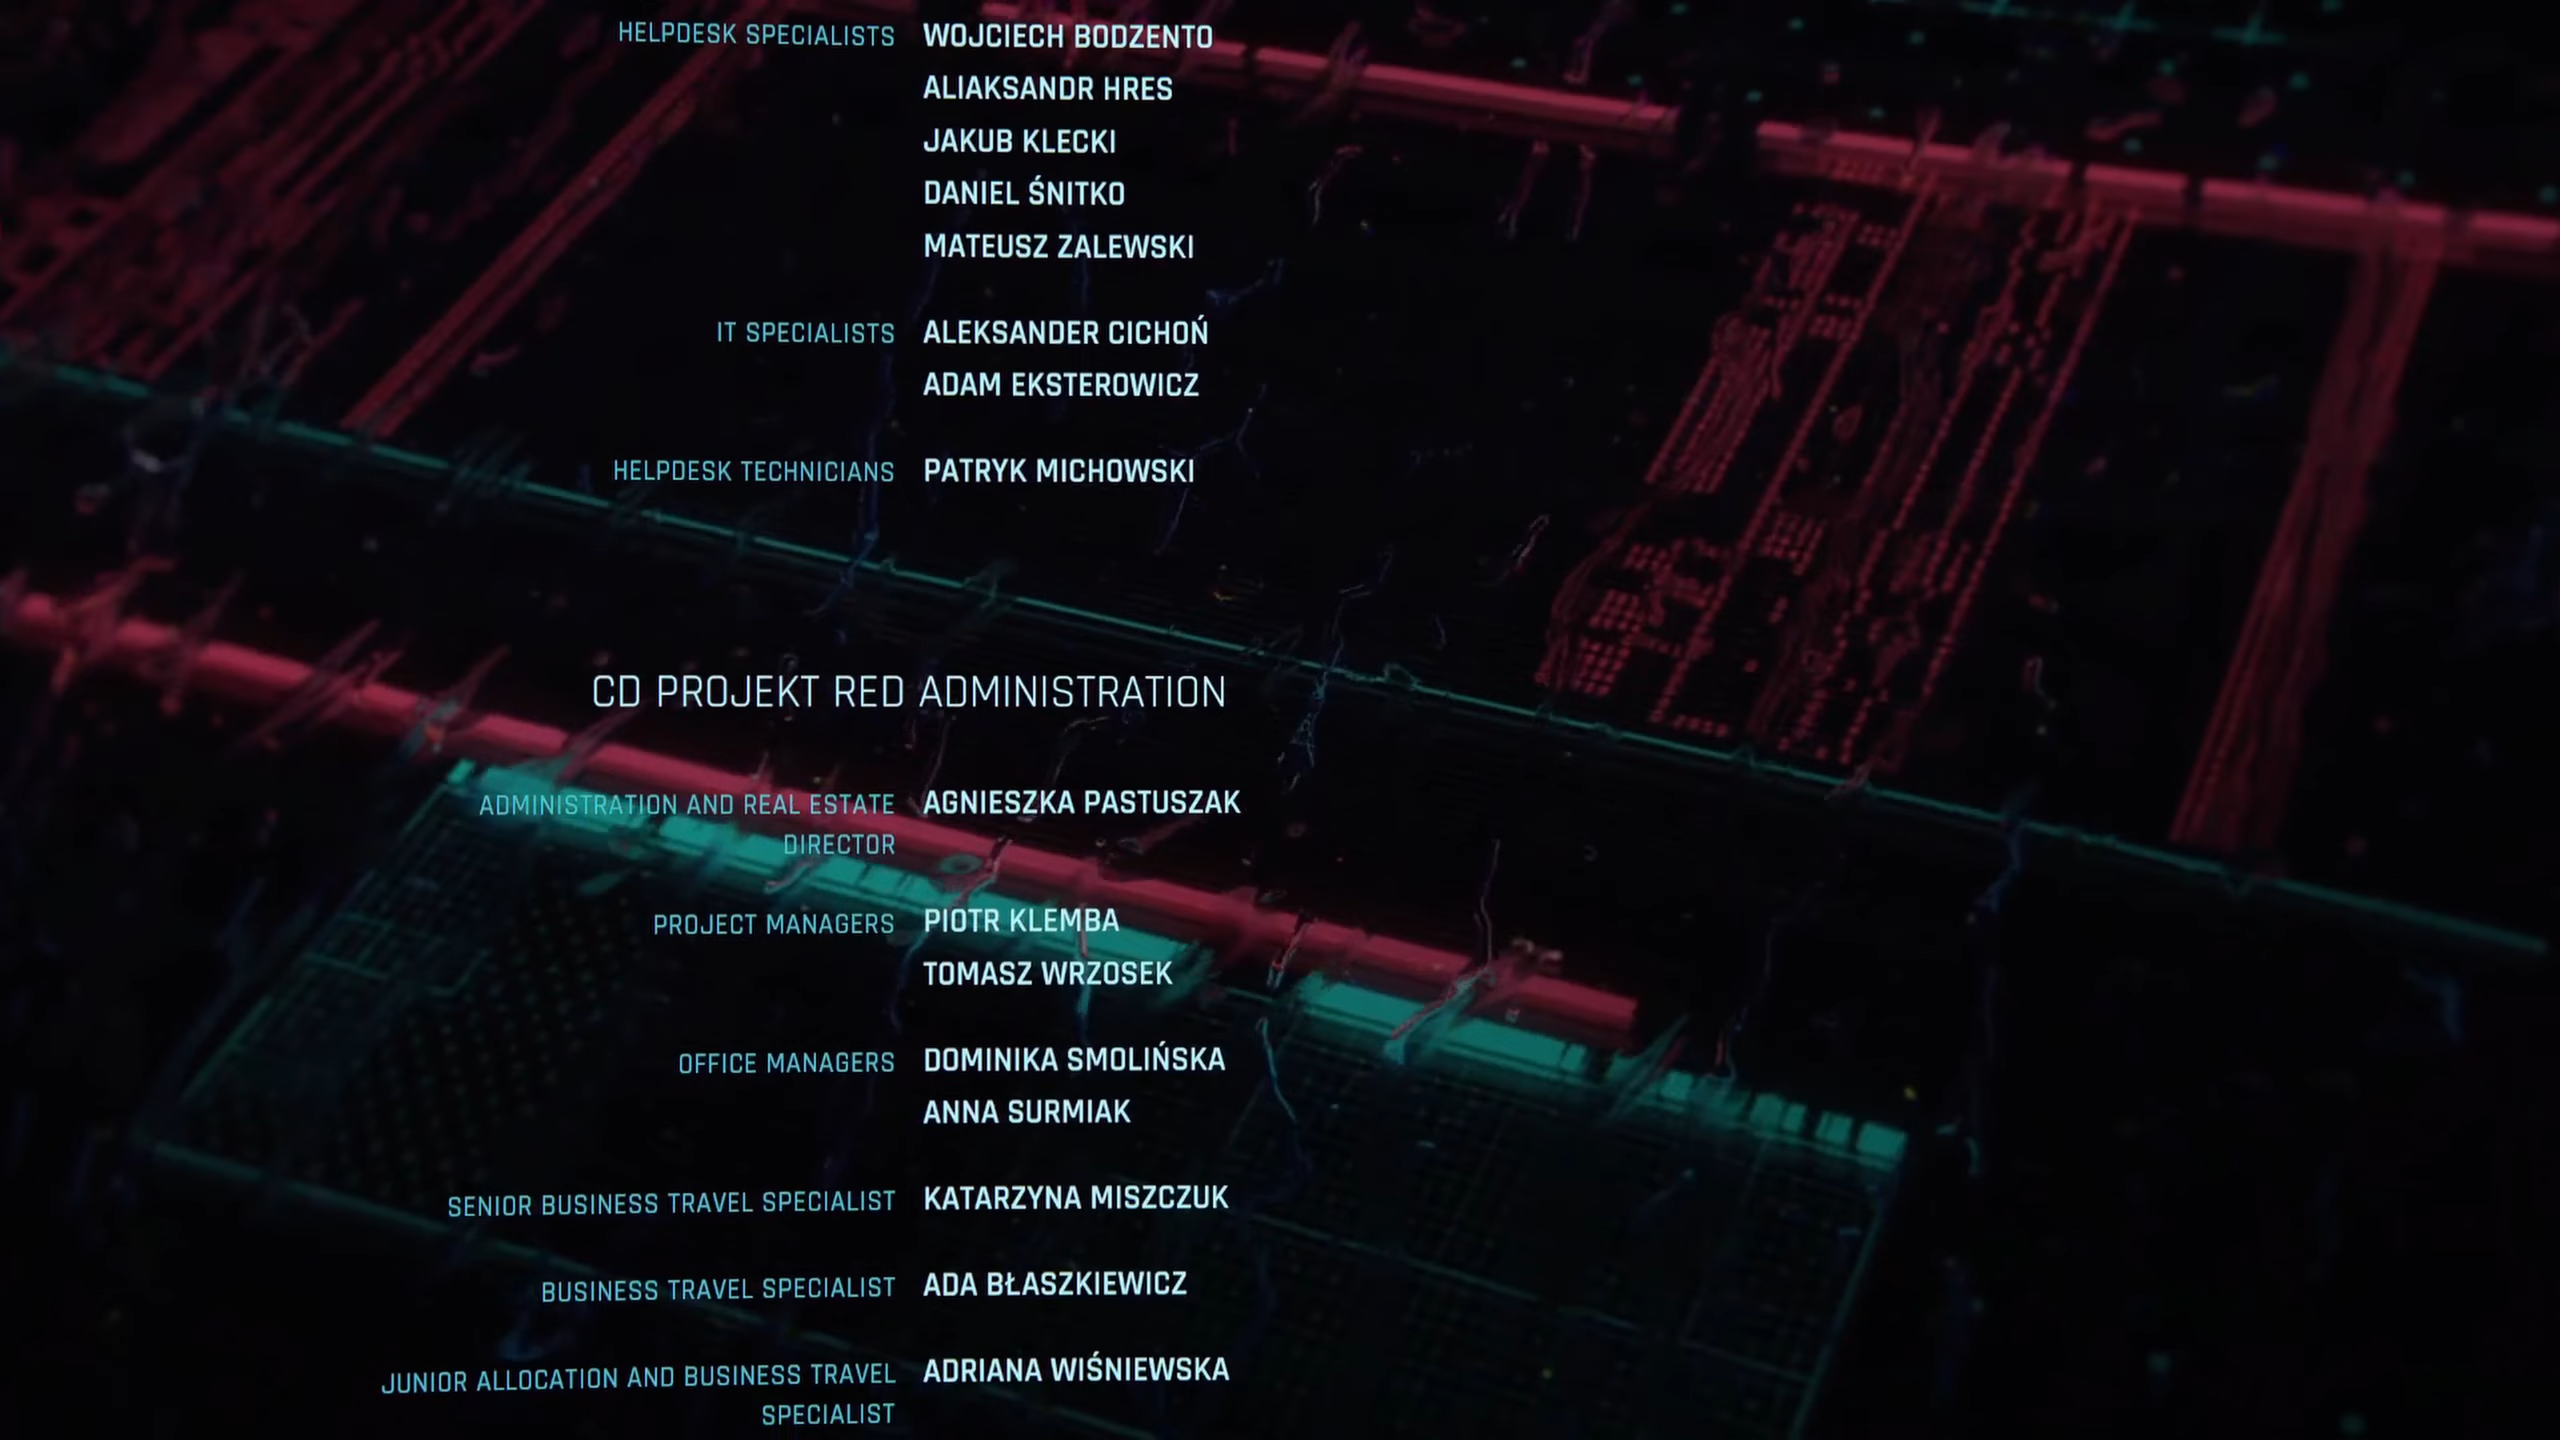 HELPDESK SPECIALISTS WOJCIECH BODZENTO
ALIAKSANDR HRES
JAKUB KLECKI
DANIEL ŚNITKO
MATEUSZ ZALEWSKI
IT SPECIALISTS ALEKSANDER CICHOŃ
ADAM EKSTEROWICZ
HELPDESK TECHNICIANS PATRYK MICHOWSKI
CD PROJEKT RED ADMINISTRATION
ADMINISTRATION AND REAL ESTATE AGNIESZKA PASTUSZAK
DIRECTOR
PROJECT MANAGERS PIOTR KLEMBA
TOMASZ WRZOSEK
OFFICE MANAGERS DOMINIKA SMOLIŃSKA
ANNA SURMIAK
SENIOR BUSINESS TRAVEL SPECIALIST KATARZYNA MISZCZUK
BUSINESS TRAVEL SPECIALIST ADA BŁASZKIEWICZ
JUNIOR ALLOCATION AND BUSINESS TRAVEL ADRIANA WIŚNIEWSKA
SPECIALIST